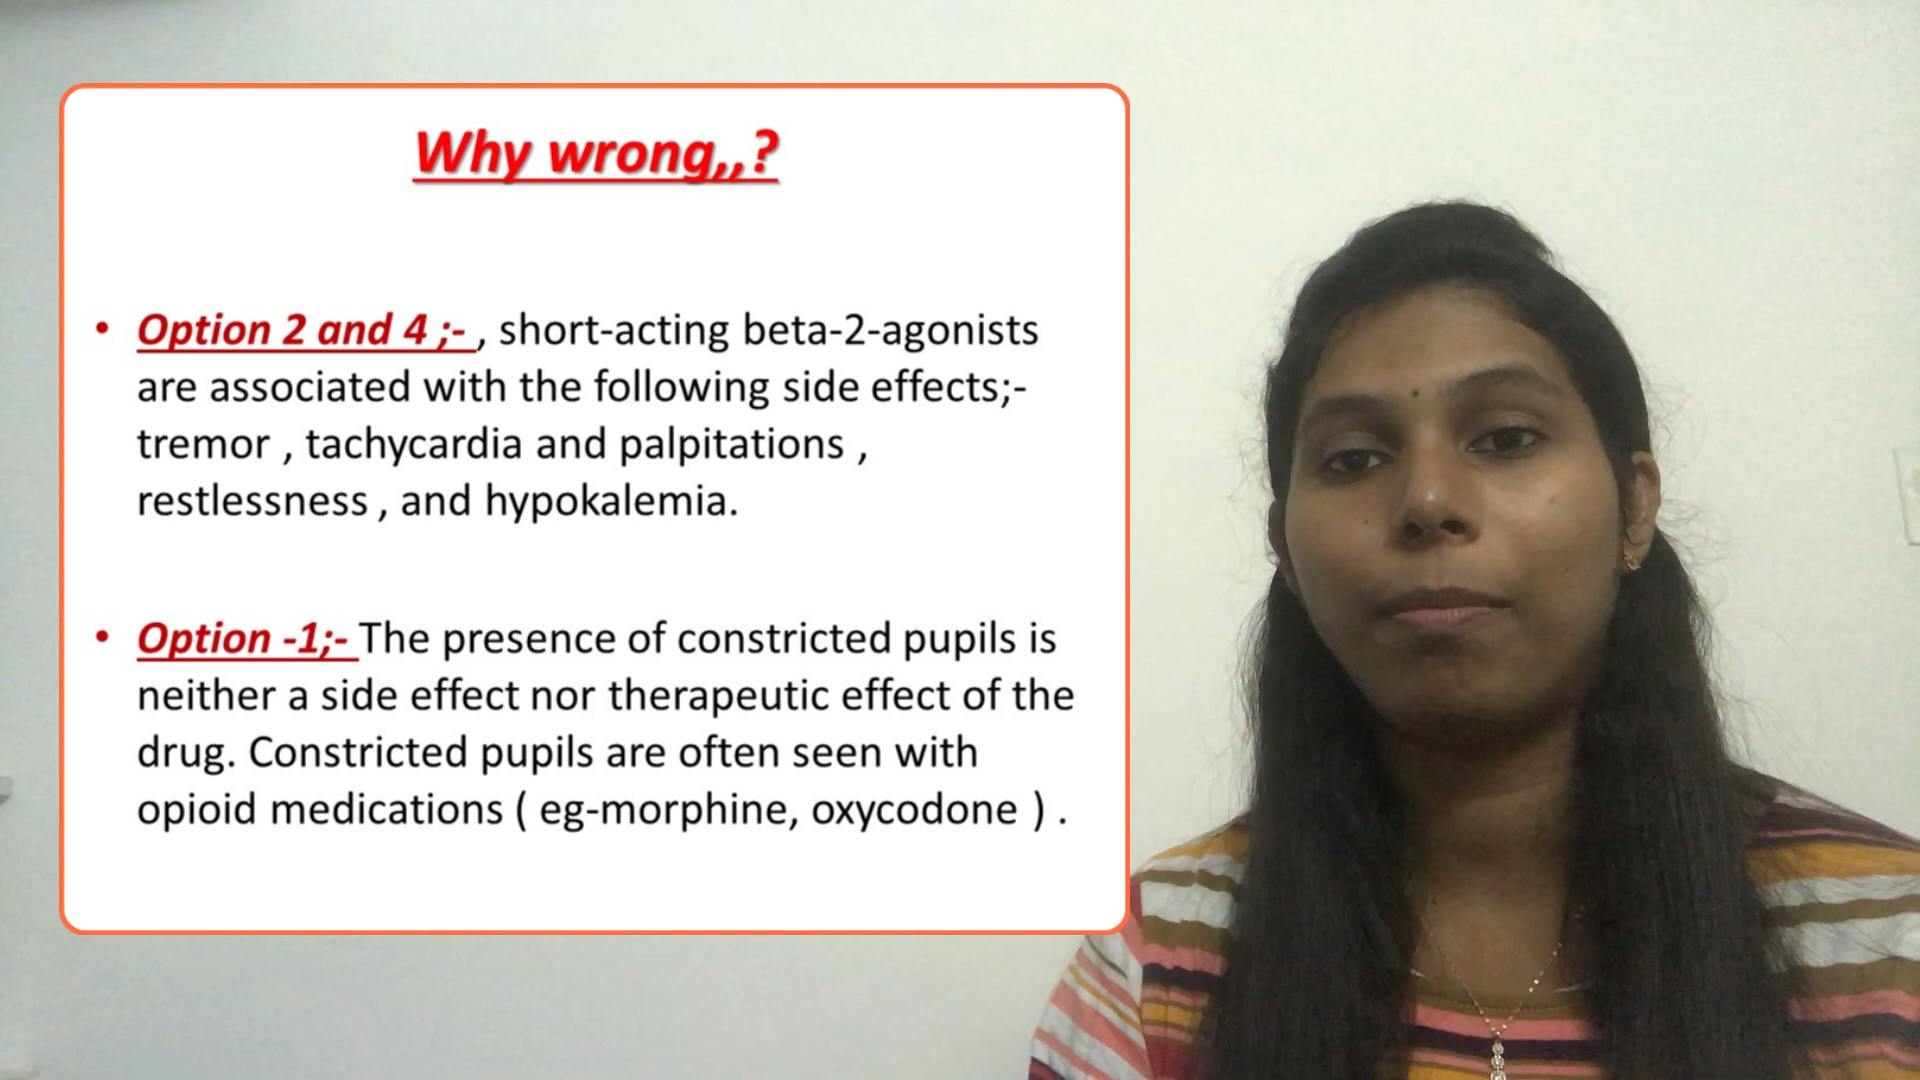 Why wrong,,?
• Option 2 and 4 ;- , short-acting beta-2-agonists
are associated with the following side effects;-
tremor , tachycardia and palpitations ,
restlessness , and hypokalemia.
• Option -1;- The presence of constricted pupils is
neither a side effect nor therapeutic effect of the
drug. Constricted pupils are often seen with
opioid medications ( eg-morphine, oxycodone ) .